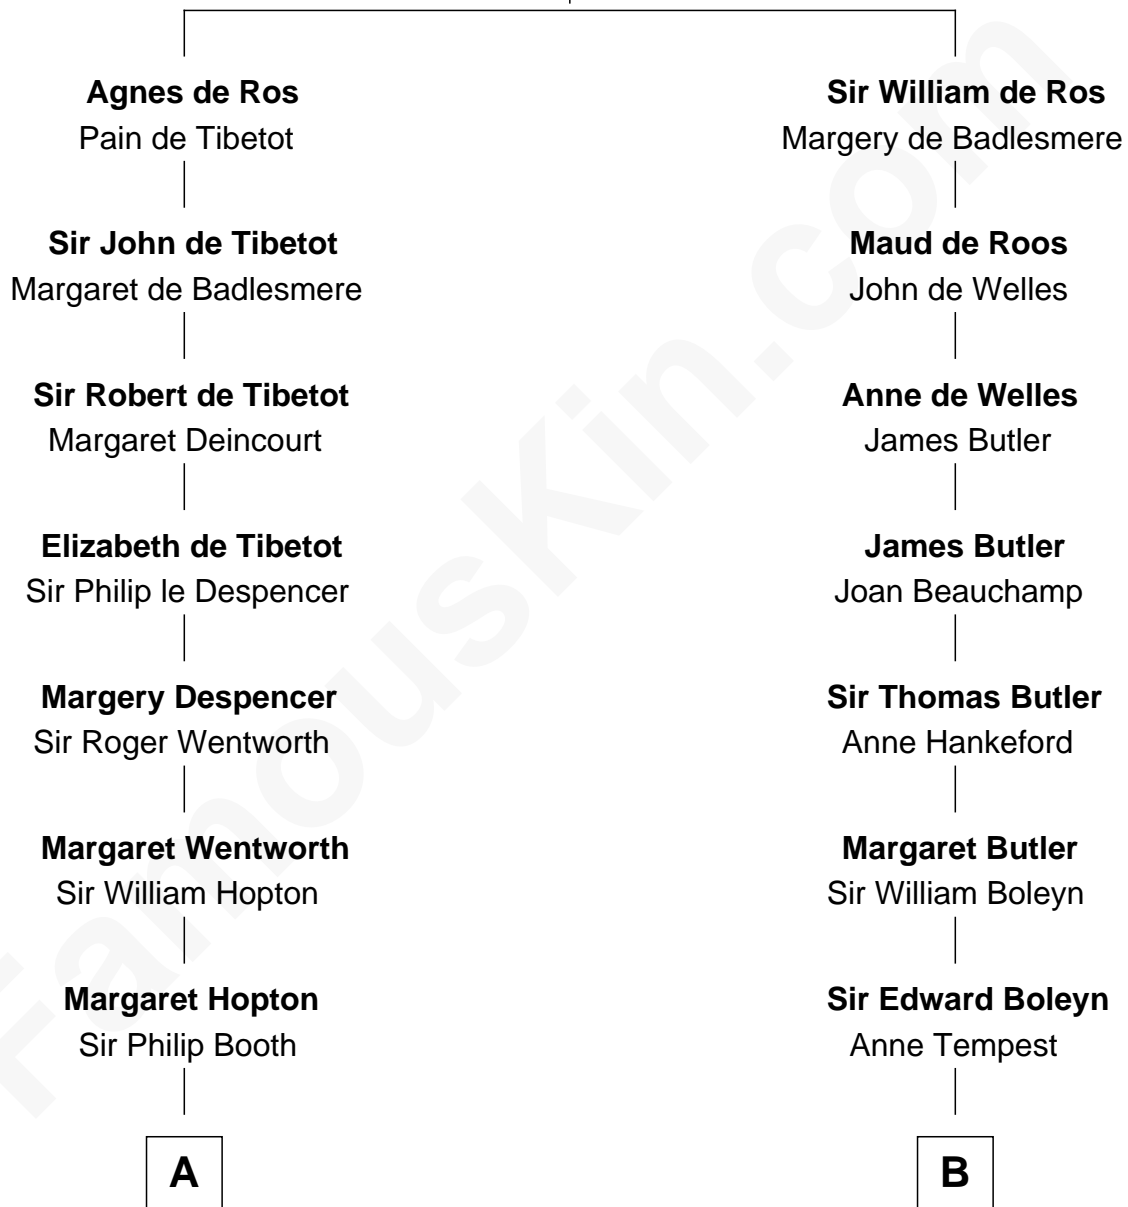 Agnes de Ros
Pain de Tibetot
Sir John de Tibetot
Margaret de Badlesmere
Sir Robert de Tibetot
Margaret Deincourt
Elizabeth de Tibetot
Sir Philip le Despencer
Margery Despencer
Sir Roger Wentworth
Margaret Wentworth
Sir William Hopton
Margaret Hopton
Sir Philip Booth
A
Sir William de Ros
Margery de Badlesmere
Maud de Roos
John de Welles
Anne de Welles
James Butler
James Butler
Joan Beauchamp
Sir Thomas Butler
Anne Hankeford
Margaret Butler
Sir William Boleyn
Sir Edward Boleyn
Anne Tempest
B
FamousKin.com